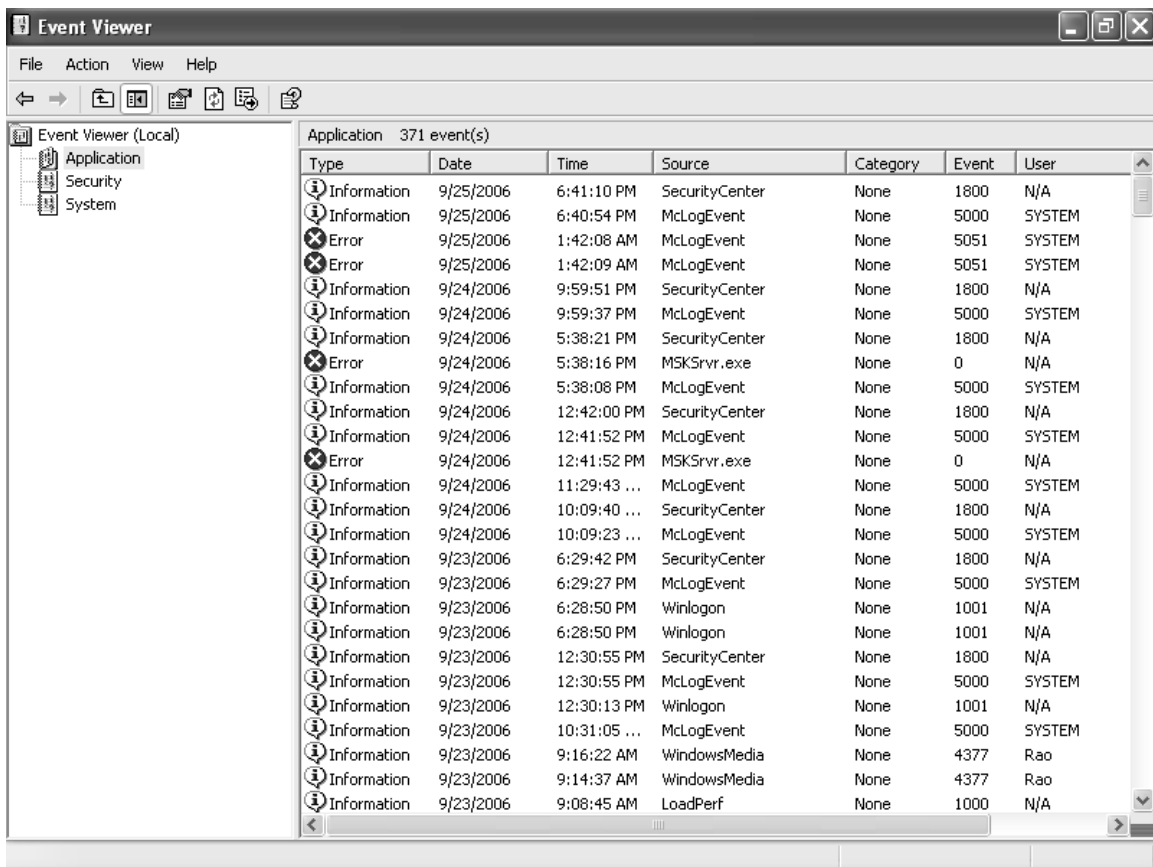 Event Viewer
File Action View Help
Event Viewer (Local)
Application
Security
System
Application 371 event(s)
Type Date Time Source Category Event User
Information 9/25/2006 6:41:10 PM SecurityCenter None 1800 N/A
Information 9/25/2006 6:40:54 PM McLogEvent None 5000 SYSTEM
Error 9/25/2006 1:42:08 AM McLogEvent None 5051 SYSTEM
Error 9/25/2006 1:42:09 AM McLogEvent None 5051 SYSTEM
Information 9/24/2006 9:59:51 PM SecurityCenter None 1800 N/A
Information 9/24/2006 9:59:37 PM McLogEvent None 5000 SYSTEM
Information 9/24/2006 5:38:21 PM SecurityCenter None 1800 N/A
Error 9/24/2006 5:38:16 PM MSKSrvr.exe None 0 N/A
Information 9/24/2006 5:38:08 PM McLogEvent None 5000 SYSTEM
Information 9/24/2006 12:42:00 PM SecurityCenter None 1800 N/A
Information 9/24/2006 12:41:52 PM McLogEvent None 5000 SYSTEM
Error 9/24/2006 12:41:52 PM MSKSrvr.exe None 0 N/A
Information 9/24/2006 11:29:43 ... McLogEvent None 5000 SYSTEM
Information 9/24/2006 10:09:40 ... SecurityCenter None 1800 N/A
Information 9/24/2006 10:09:23 ... McLogEvent None 5000 SYSTEM
Information 9/23/2006 6:29:42 PM SecurityCenter None 1800 N/A
Information 9/23/2006 6:29:27 PM McLogEvent None 5000 SYSTEM
Information 9/23/2006 6:28:50 PM Winlogon None 1001 N/A
Information 9/23/2006 6:28:50 PM Winlogon None 1001 N/A
Information 9/23/2006 12:30:55 PM SecurityCenter None 1800 N/A
Information 9/23/2006 12:30:55 PM McLogEvent None 5000 SYSTEM
Information 9/23/2006 12:30:13 PM Winlogon None 1001 N/A
Information 9/23/2006 10:31:05 ... McLogEvent None 5000 SYSTEM
Information 9/23/2006 9:16:22 AM WindowsMedia None 4377 Rao
Information 9/23/2006 9:14:37 AM WindowsMedia None 4377 Rao
Information 9/23/2006 9:08:45 AM LoadPerf None 1000 N/A